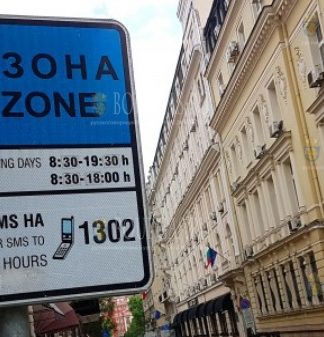 ЗОНА
ZONE
NG DAYS 8:30-19:30 h
8:30-18:00 h
MS НА
R SMS TO 1302
HOURS